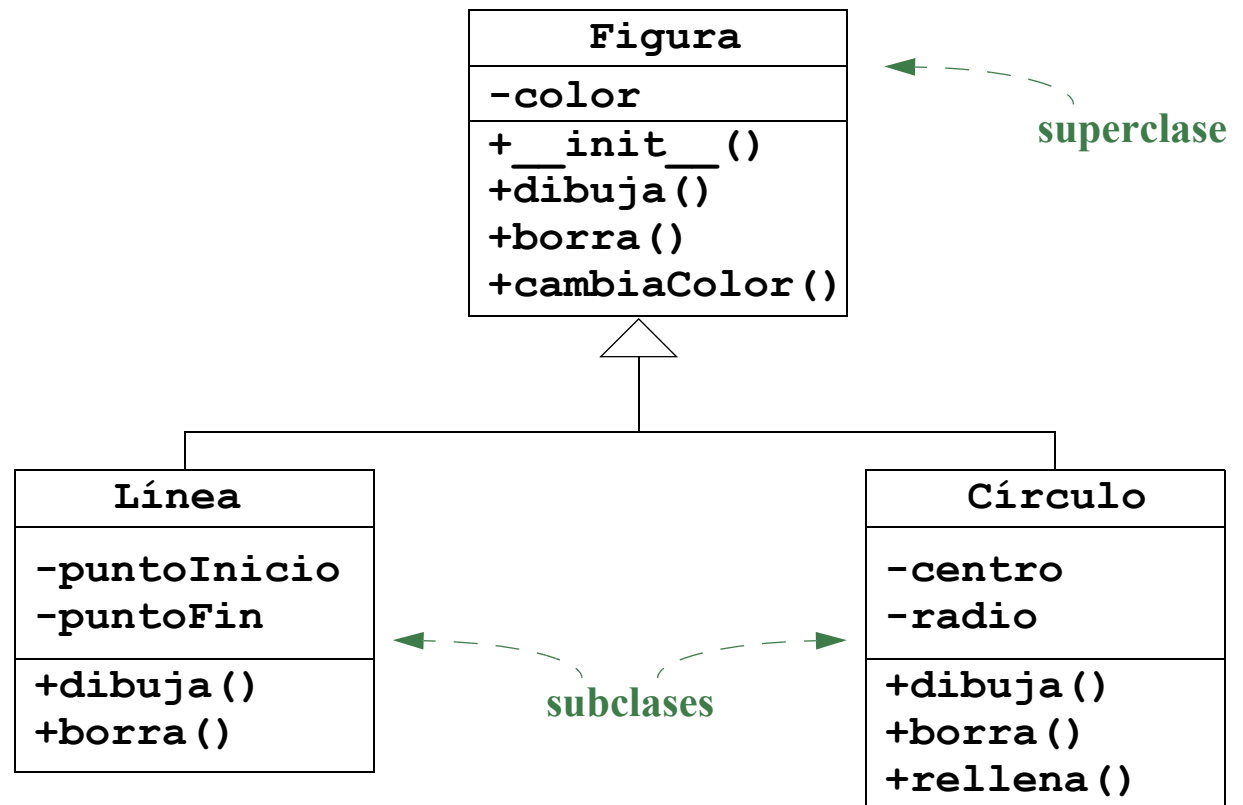 Figura
-color
superclase
+__init__()
+dibuja()
+borra()
+cambiaColor()
Línea
-puntoInicio
-puntoFin
+dibuja()
+borra()
subclases
Círculo
-centro
-radio
+dibuja()
+borra()
+rellena()